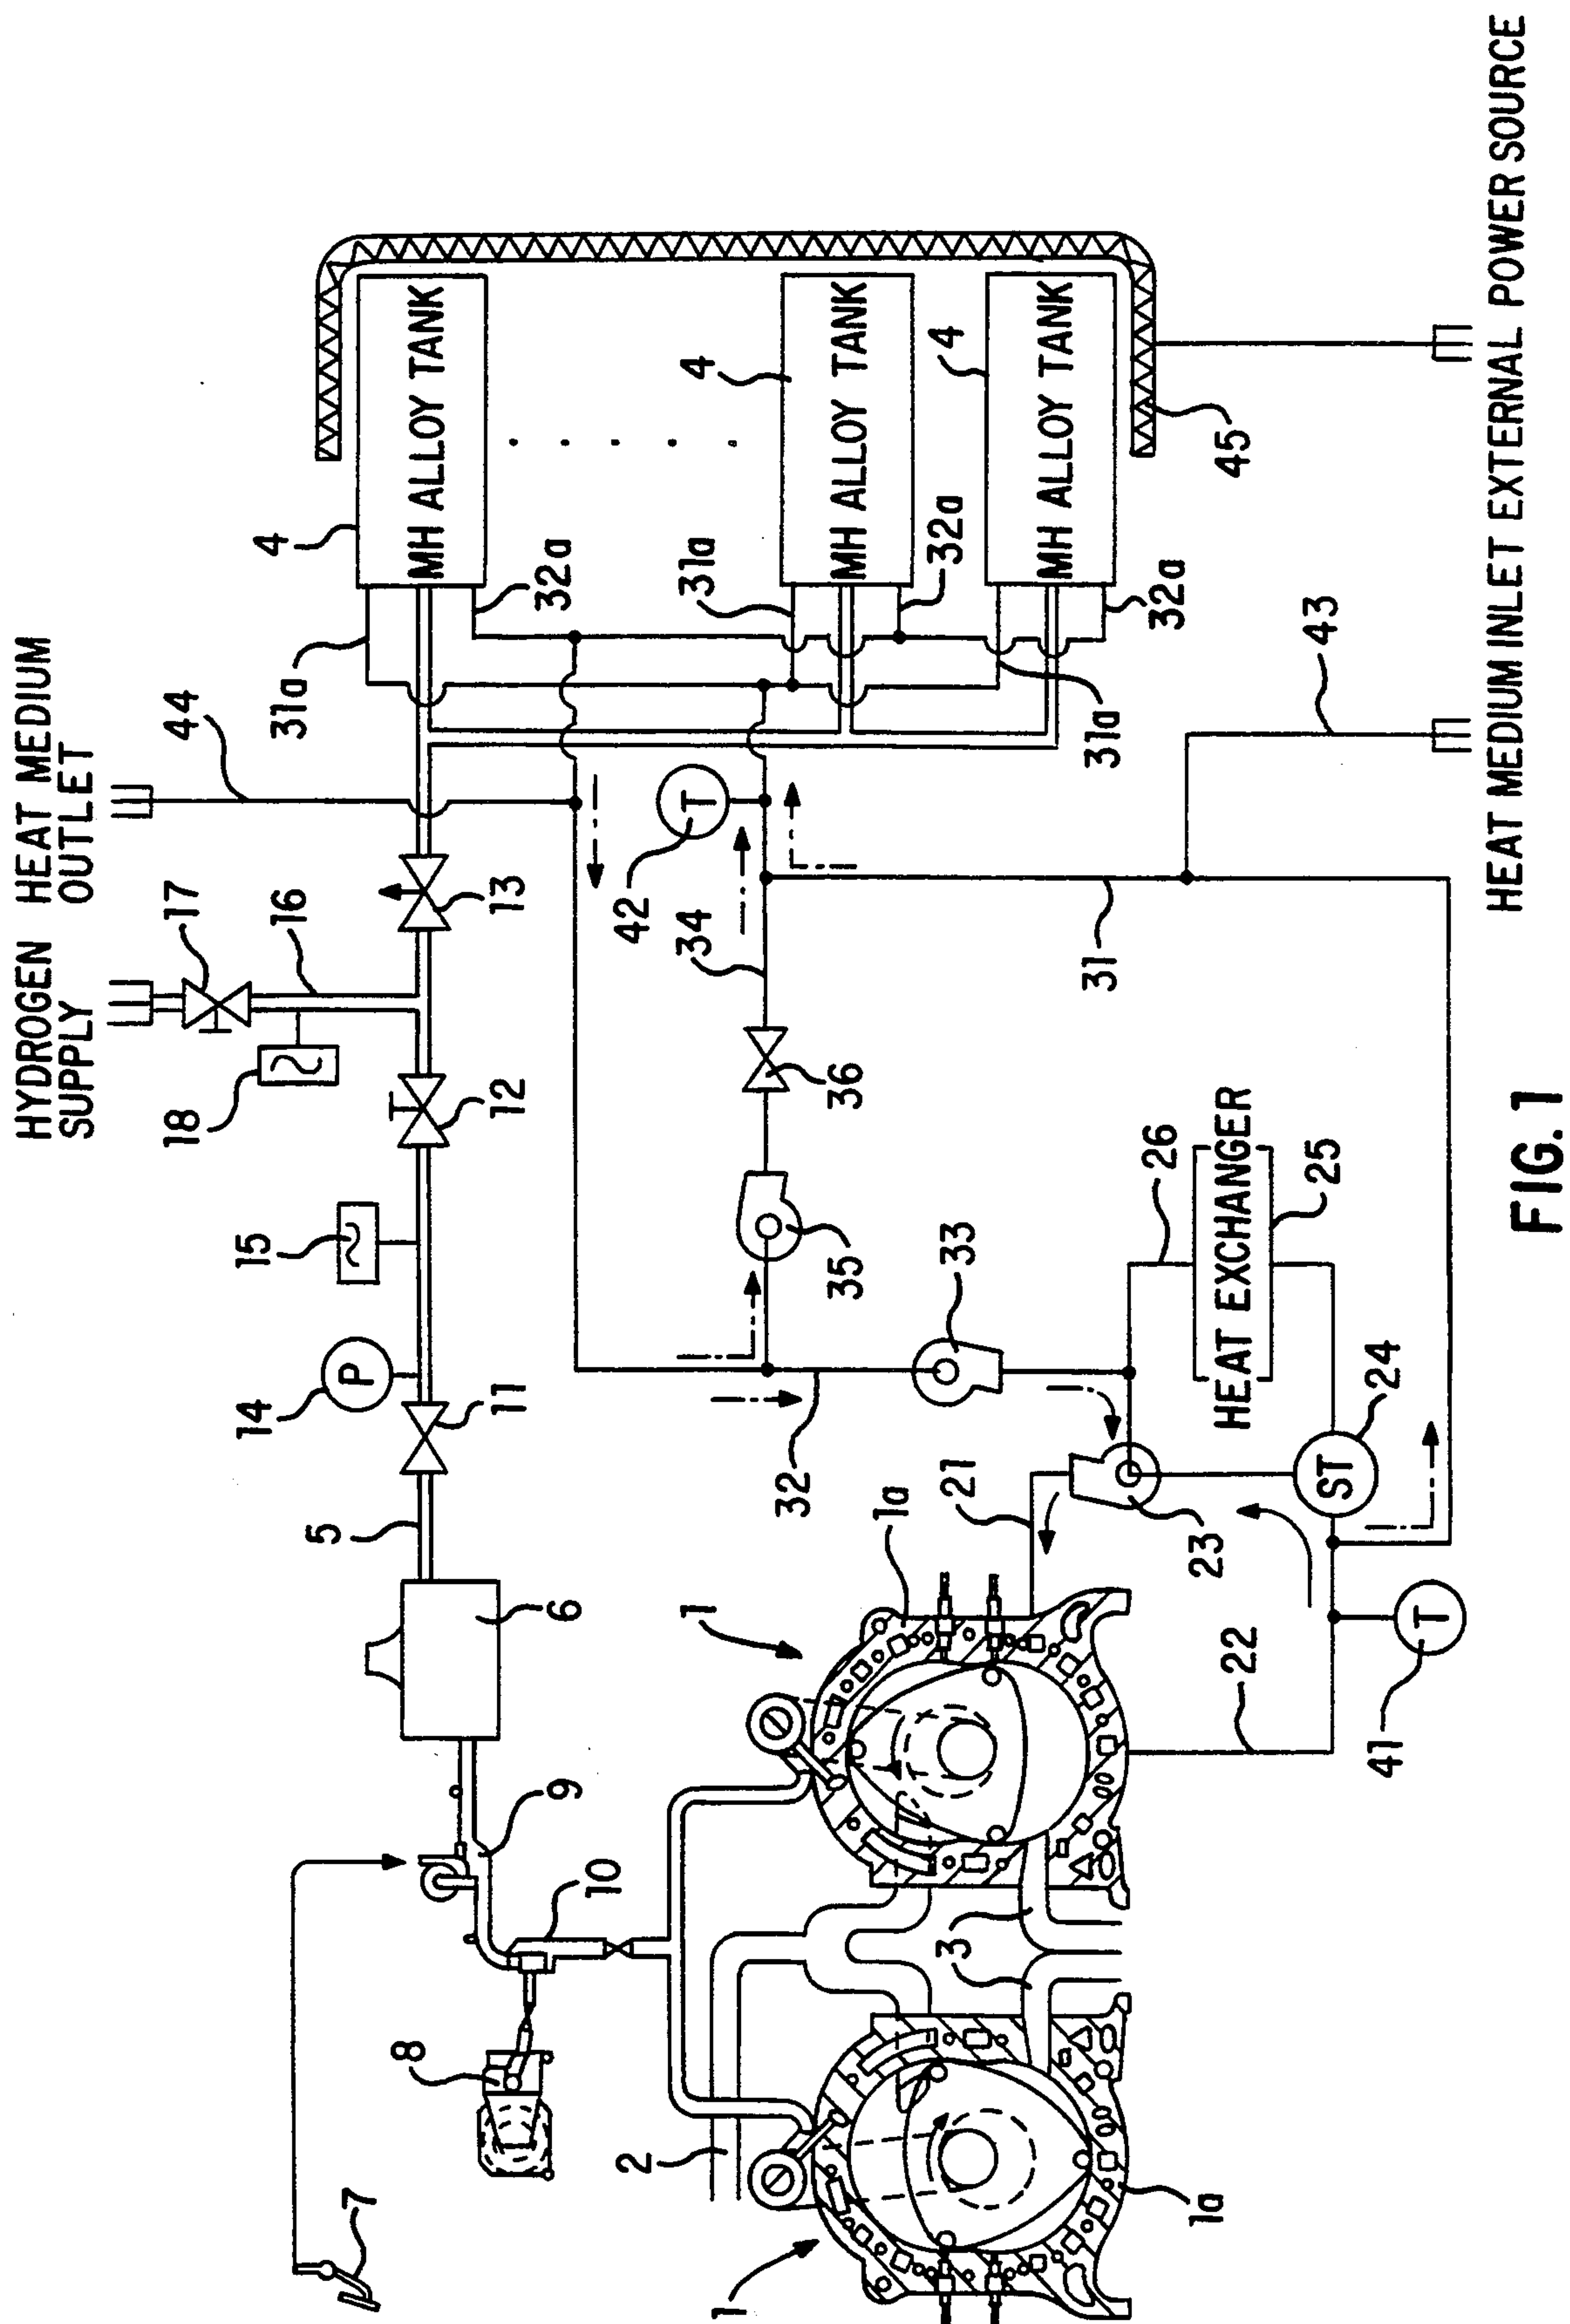 HYDROGEN
SUPPLY
HEAT MEDIUM
OUTLET
17
44
18
16
31a
4
14
15
5
11
12
13
MH ALLOY TANK
32a
7
8
9
6
10
42
34
31a
4
MH ALLOY TANK
32a
4
MH ALLOY TANK
2
1
1
1a
32
35
36
31a
32a
31
45
3
21
33
26
43
23
HEAT EXCHANGER
25
ST
24
22
41
T
T
P
1a
HEAT MEDIUM INLET
EXTERNAL POWER SOURCE
FIG. 1